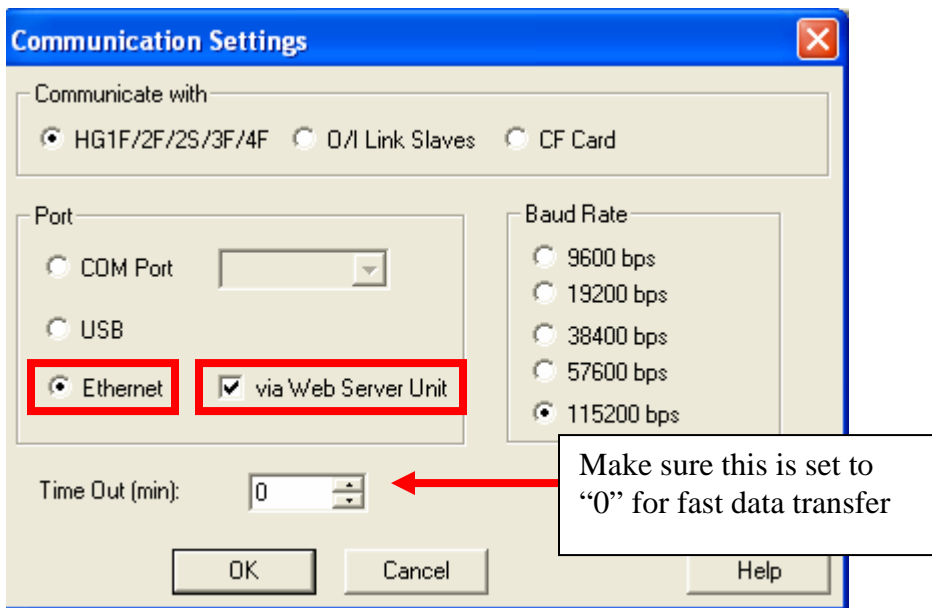 Communication Settings
Communicate with
HG1F/2F/2S/3F/4F O/I Link Slaves CF Card
Port
COM Port
USB
Ethernet via Web Server Unit
Baud Rate
9600 bps
19200 bps
38400 bps
57600 bps
115200 bps
Time Out (min): 0
Make sure this is set to
“0” for fast data transfer
OK Cancel Help